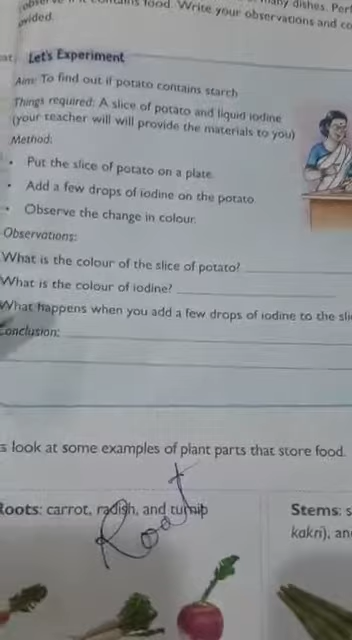 contains food. Write your observations and co
vided.
Let's Experiment
Aim: To find out if potato contains starch
Things required: A slice of potato and liquid iodine
(your teacher will will provide the materials to you)
Method:
• Put the slice of potato on a plate.
• Add a few drops of iodine on the potato
• Observe the change in colour.
Observations:
What is the colour of the slice of potato?
What is the colour of iodine?
What happens when you add a few drops of iodine to the sli
Conclusion:
s look at some examples of plant parts that store food.
Roots: carrot, radish, and turnip
Stems: s
kakri), an